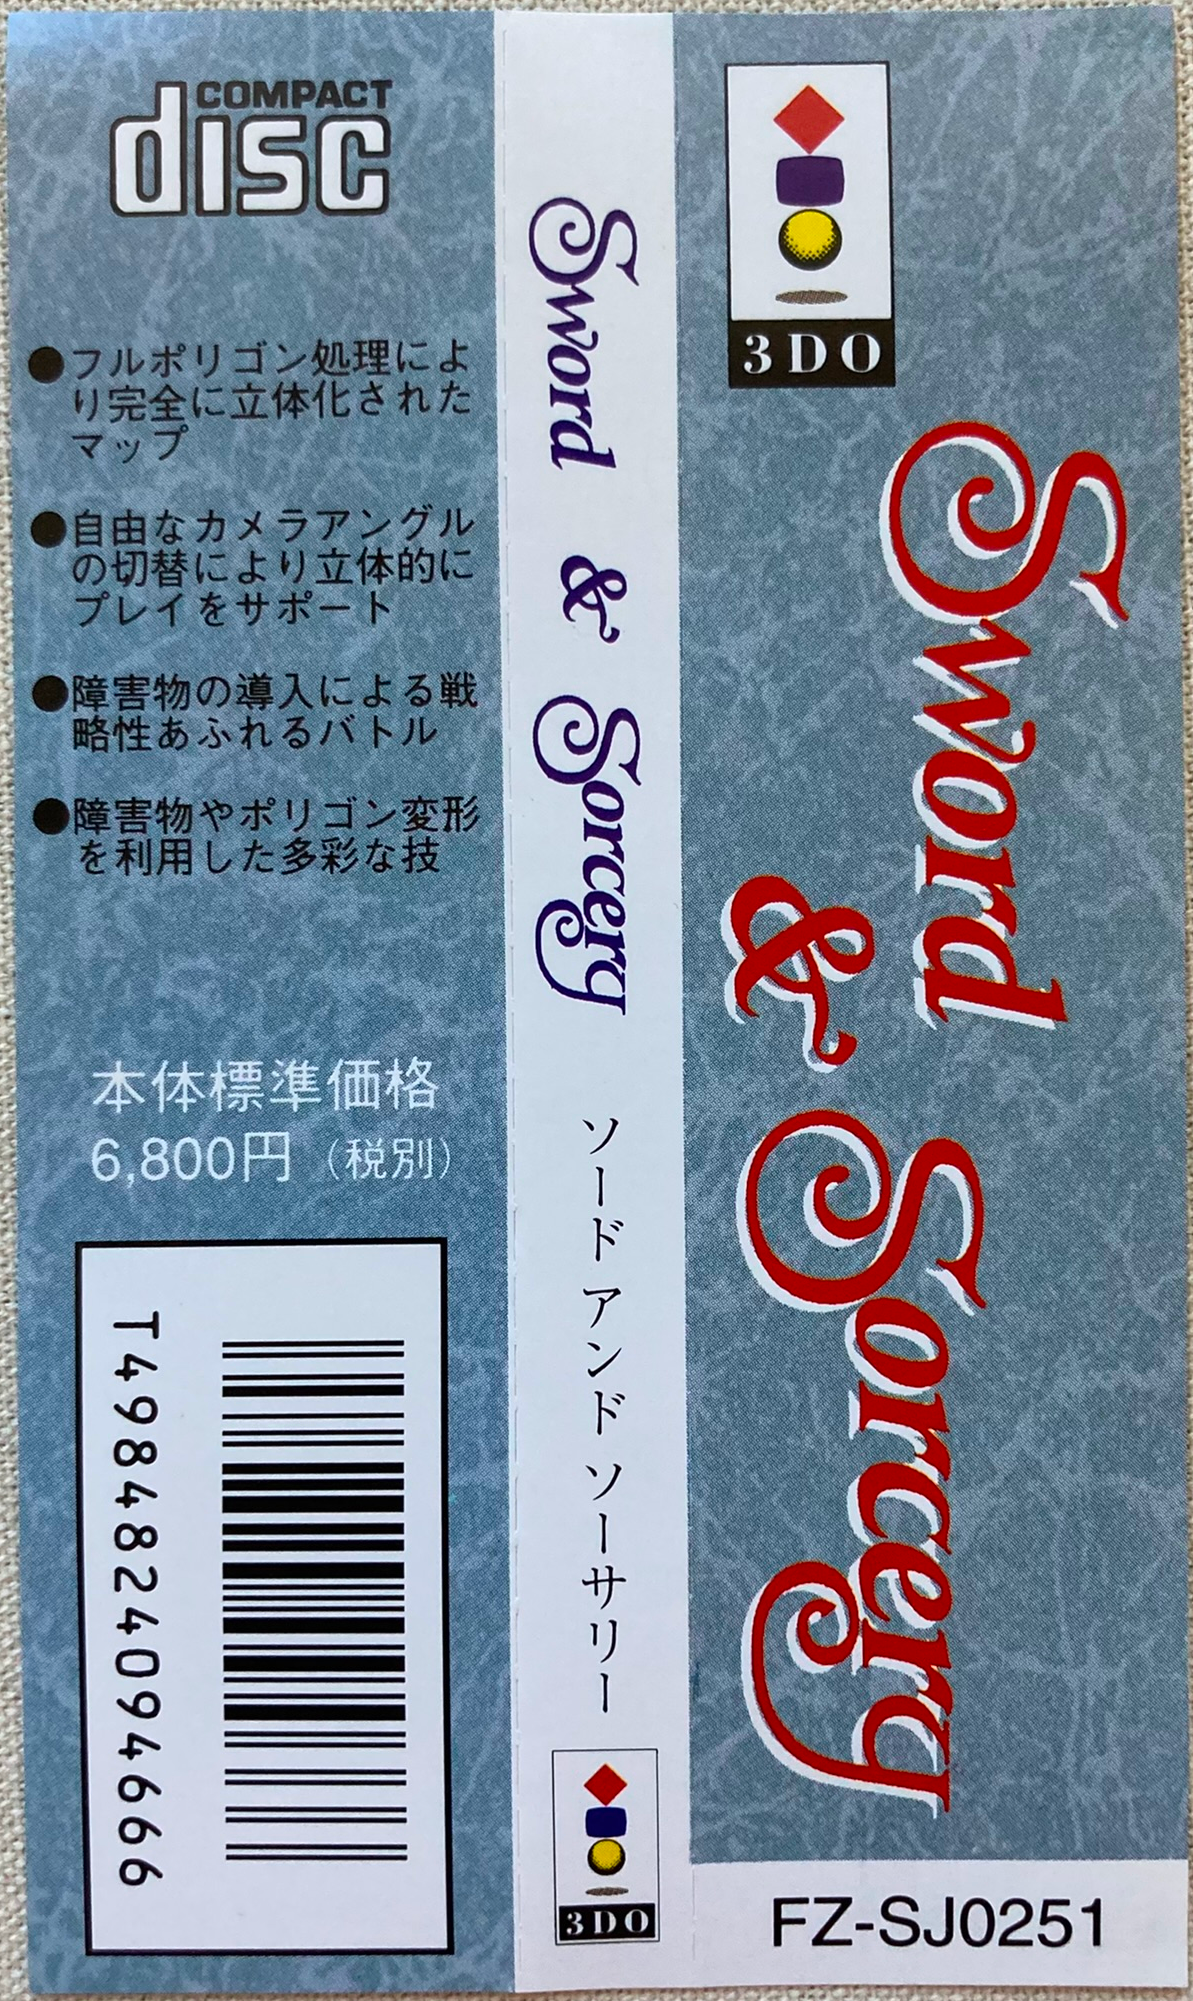 COMPACT
disc
●フルポリゴン処理によ
り完全に立体化された
マップ
●自由なカメラアングル
の切替により立体的に
プレイをサポート
●障害物の導入による戦
略性あふれるバトル
●障害物やポリゴン変形
を利用した多彩な技
本体標準価格
6,800円（税別）
T4984824094666
Sword & Sorcery ソード アンド ソーサリー
3DO
3DO
Sword
& Sorcery
FZ-SJ0251